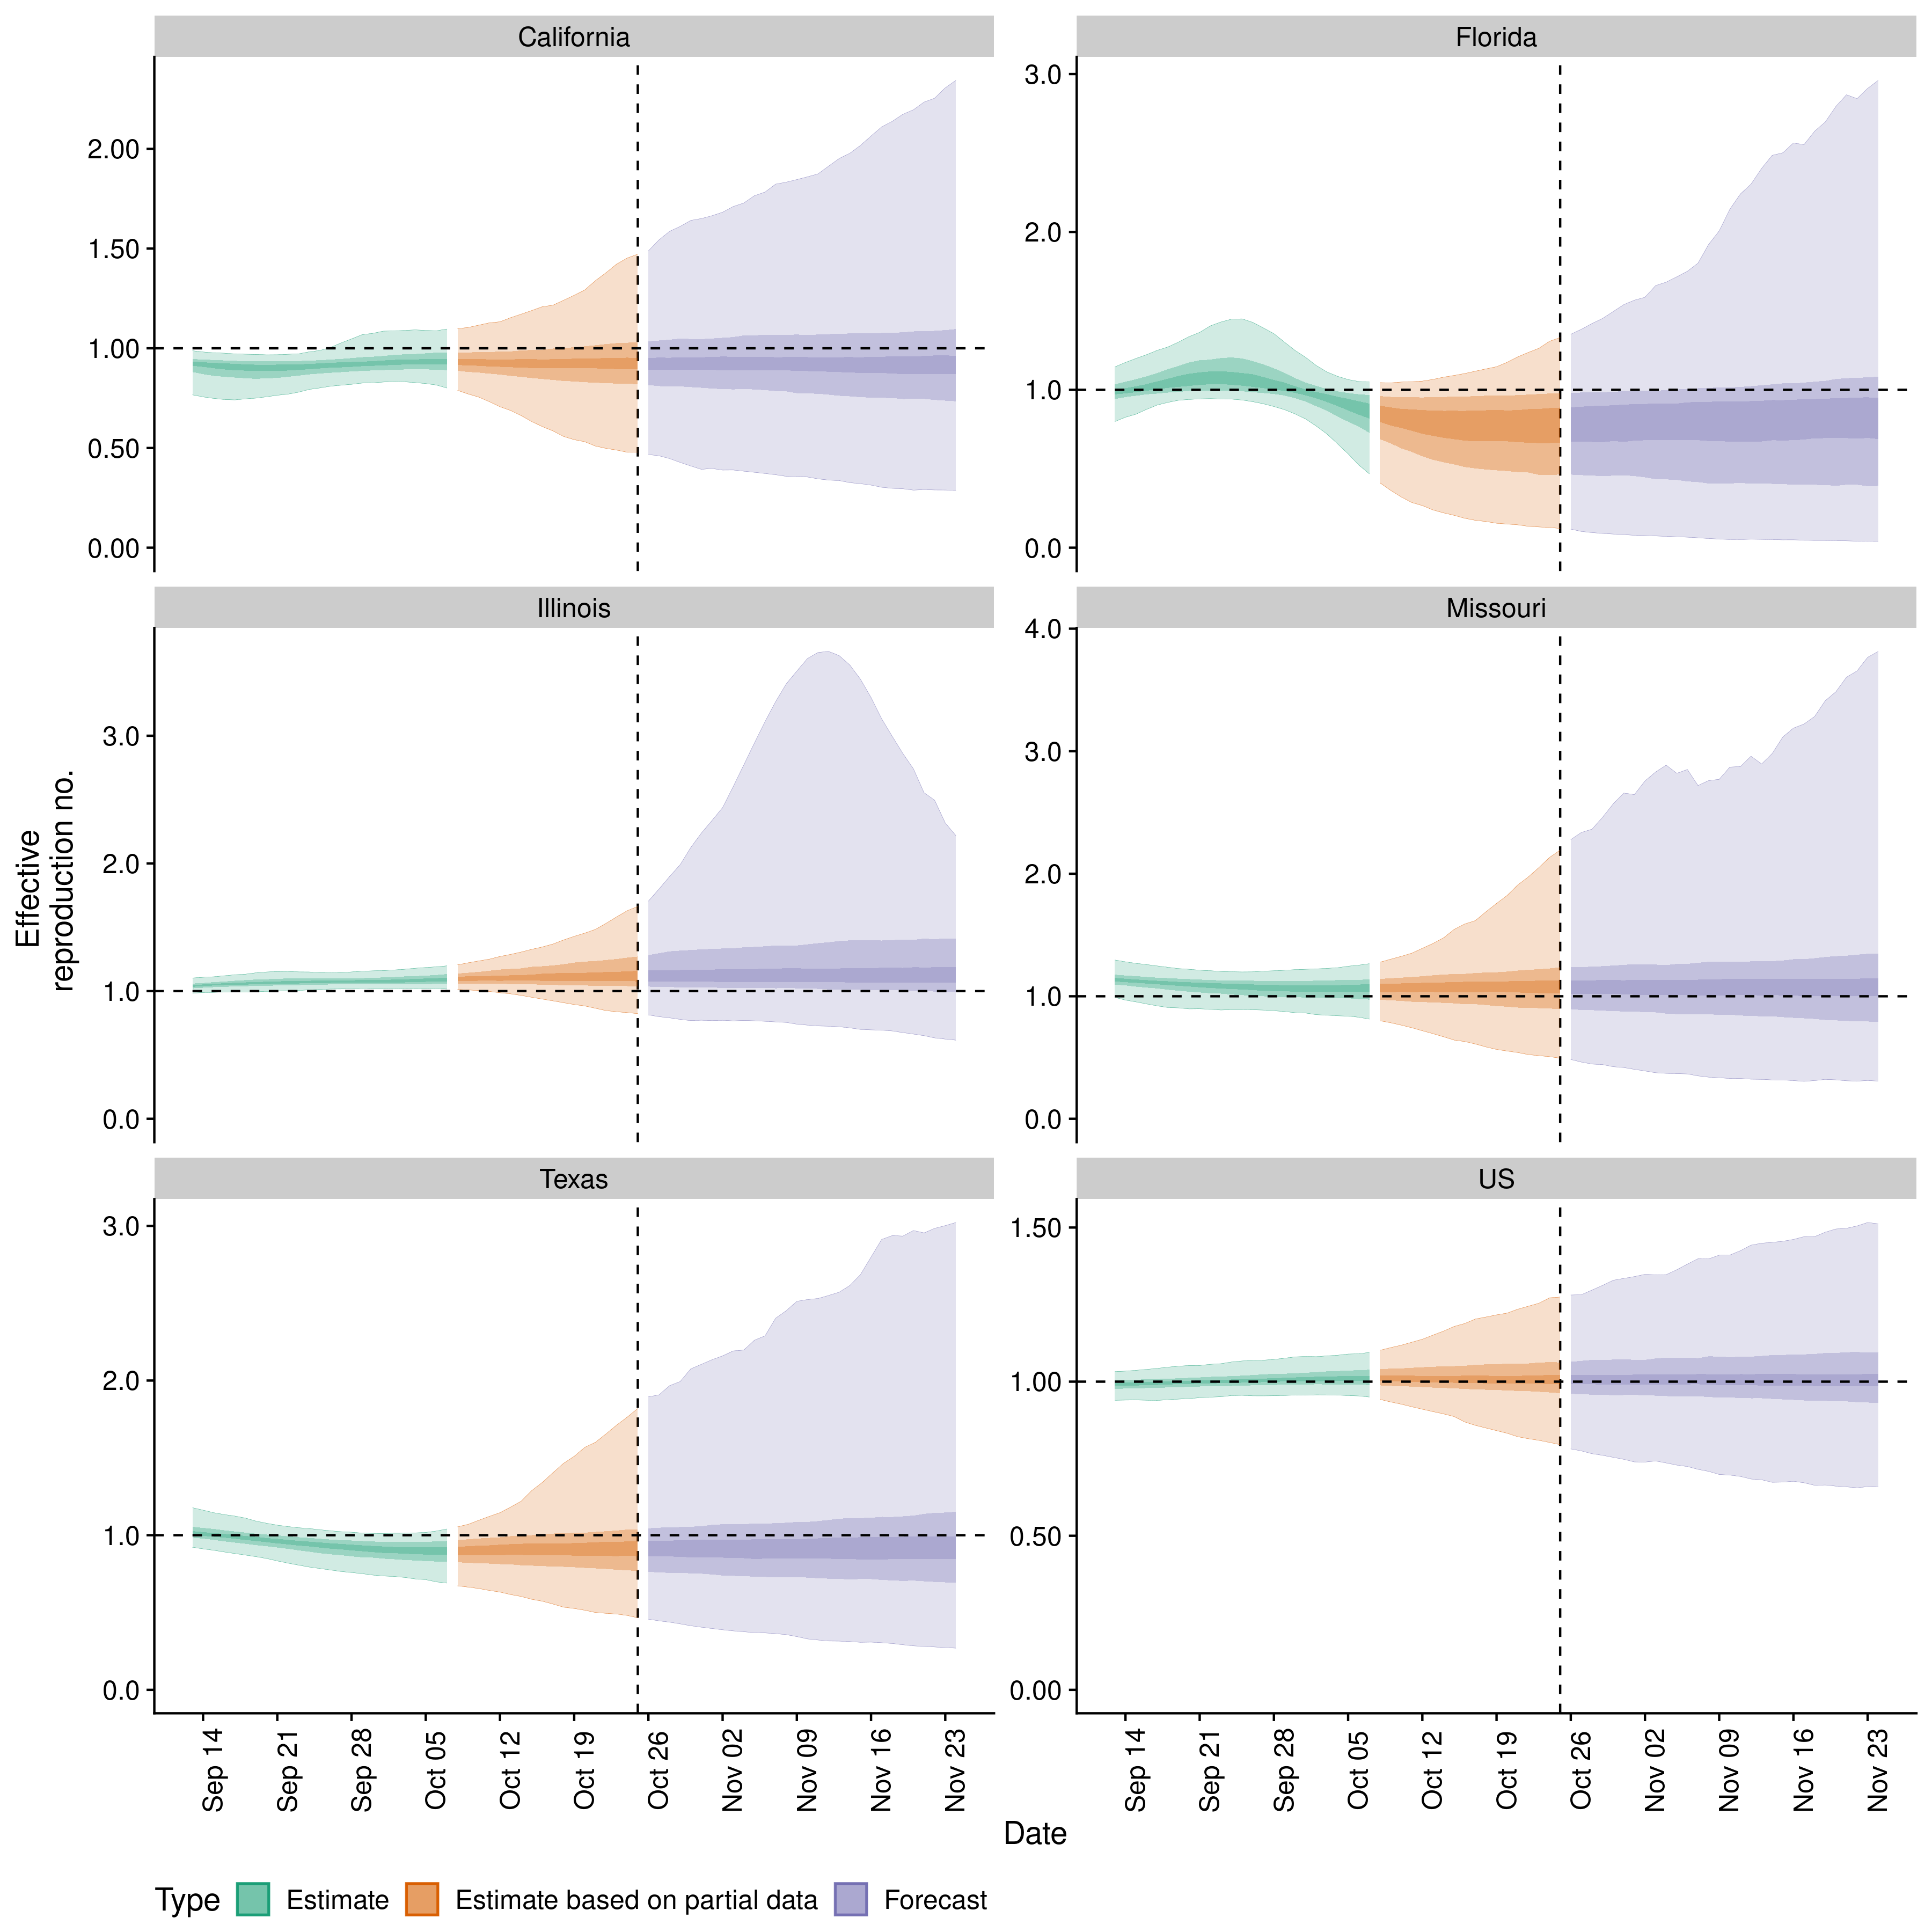 California
Florida
2.00
1.50
1.00
0.50
0.00
3.0
2.0
1.0
0.0
Illinois
Missouri
3.0
2.0
1.0
0.0
4.0
3.0
2.0
1.0
0.0
Texas
US
3.0
2.0
1.0
0.0
1.50
1.00
0.50
0.00
Effective
reproduction no.
Sep 14
Sep 21
Sep 28
Oct 05
Oct 12
Oct 19
Oct 26
Nov 02
Nov 09
Nov 16
Nov 23
Sep 14
Sep 21
Sep 28
Oct 05
Oct 12
Oct 19
Oct 26
Nov 02
Nov 09
Nov 16
Nov 23
Date
Type Estimate Estimate based on partial data Forecast